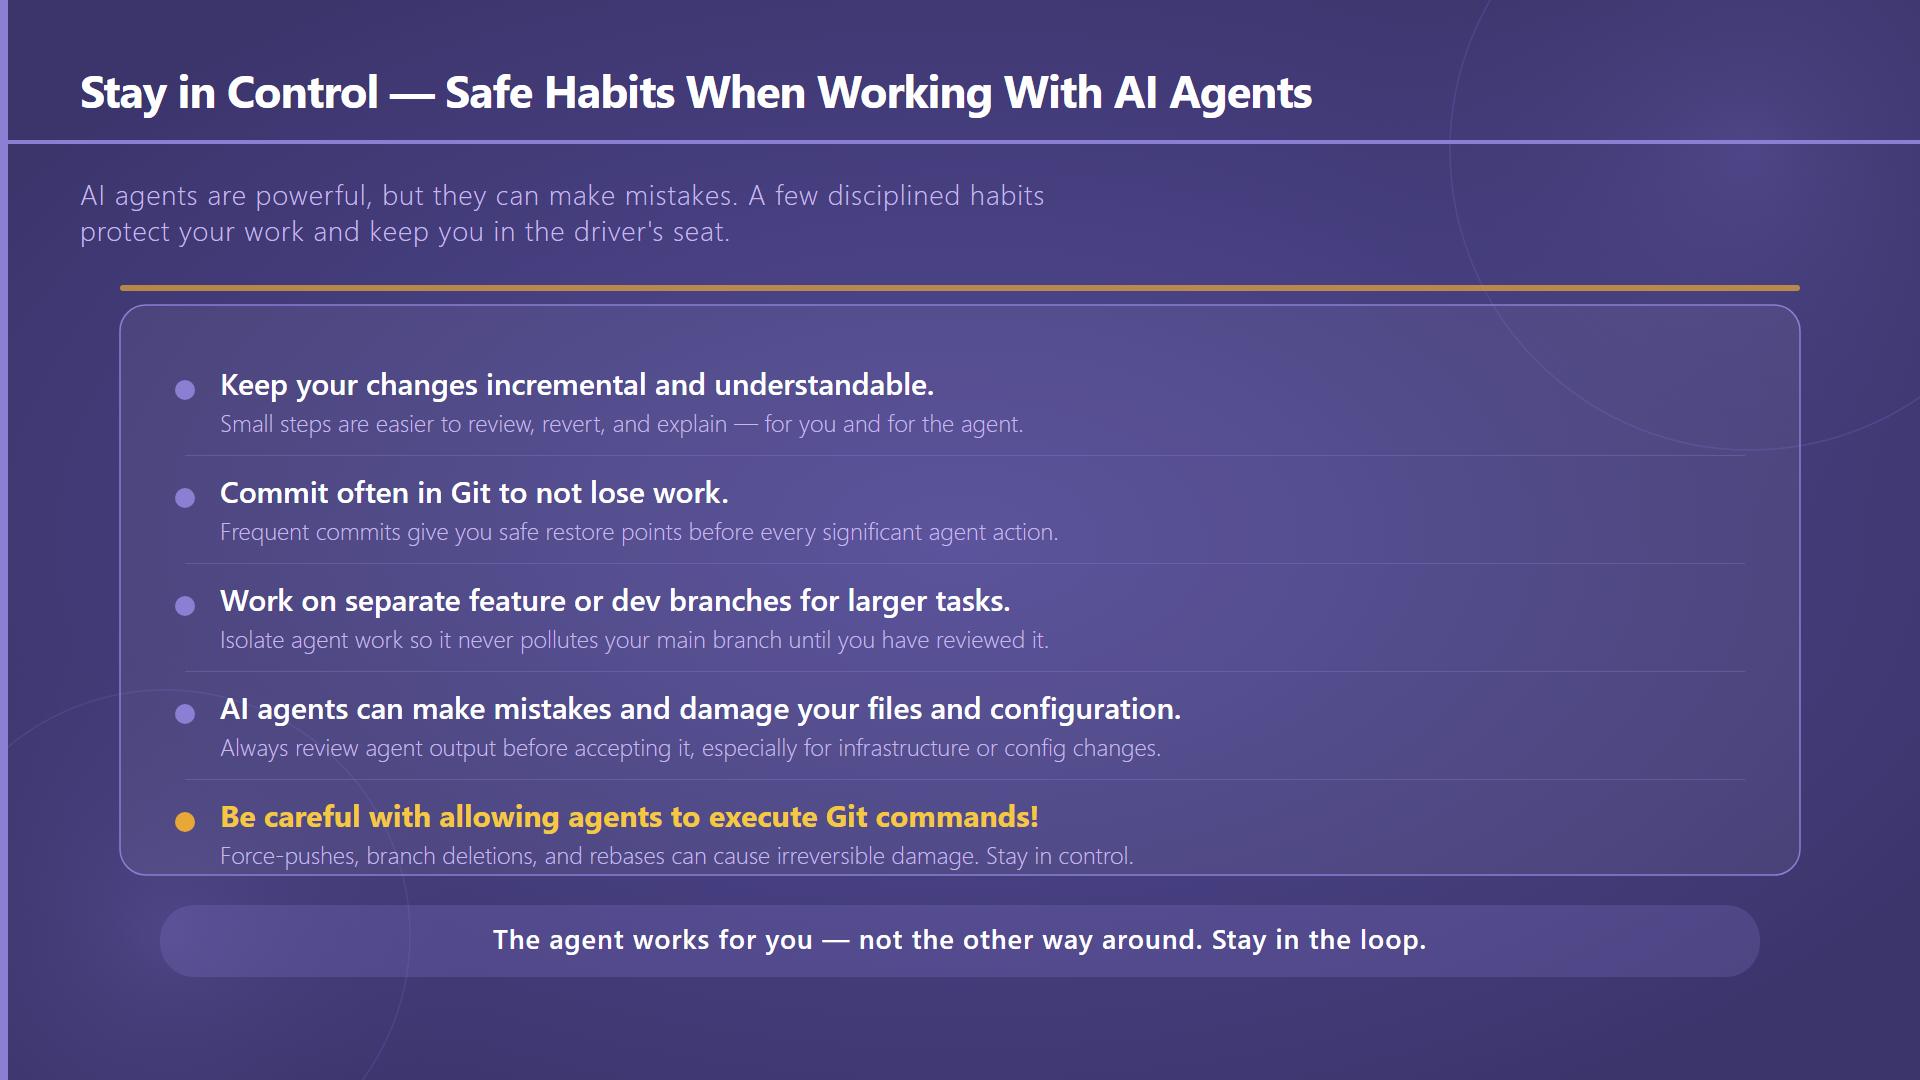 Stay in Control — Safe Habits When Working With AI Agents
AI agents are powerful, but they can make mistakes. A few disciplined habits
protect your work and keep you in the driver's seat.
Keep your changes incremental and understandable.
Small steps are easier to review, revert, and explain — for you and for the agent.
Commit often in Git to not lose work.
Frequent commits give you safe restore points before every significant agent action.
Work on separate feature or dev branches for larger tasks.
Isolate agent work so it never pollutes your main branch until you have reviewed it.
AI agents can make mistakes and damage your files and configuration.
Always review agent output before accepting it, especially for infrastructure or config changes.
Be careful with allowing agents to execute Git commands!
Force-pushes, branch deletions, and rebases can cause irreversible damage. Stay in control.
The agent works for you — not the other way around. Stay in the loop.